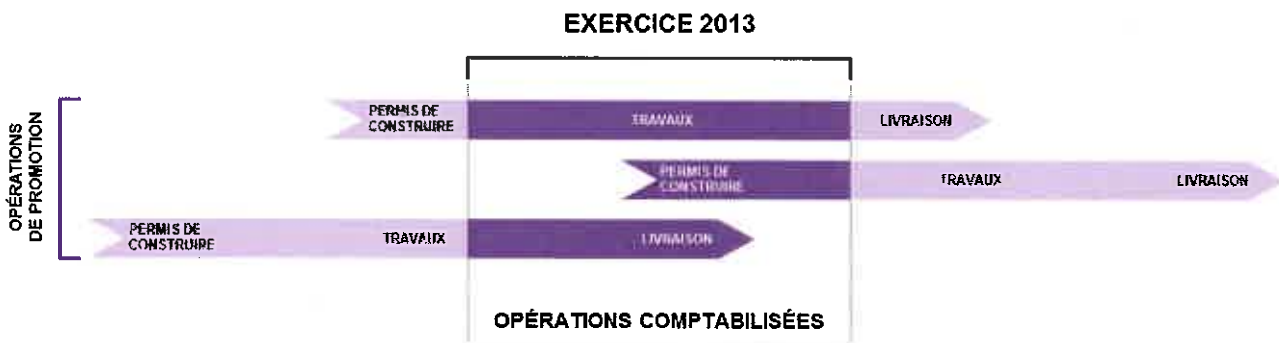 EXERCICE 2013
OPÉRATIONS
DE PROMOTION
PERMIS DE
CONSTRUIRE
TRAVAUX
LIVRAISON
PERMIS DE
CONSTRUIRE
TRAVAUX
LIVRAISON
PERMIS DE
CONSTRUIRE
TRAVAUX
LIVRAISON
OPÉRATIONS COMPTABILISÉES